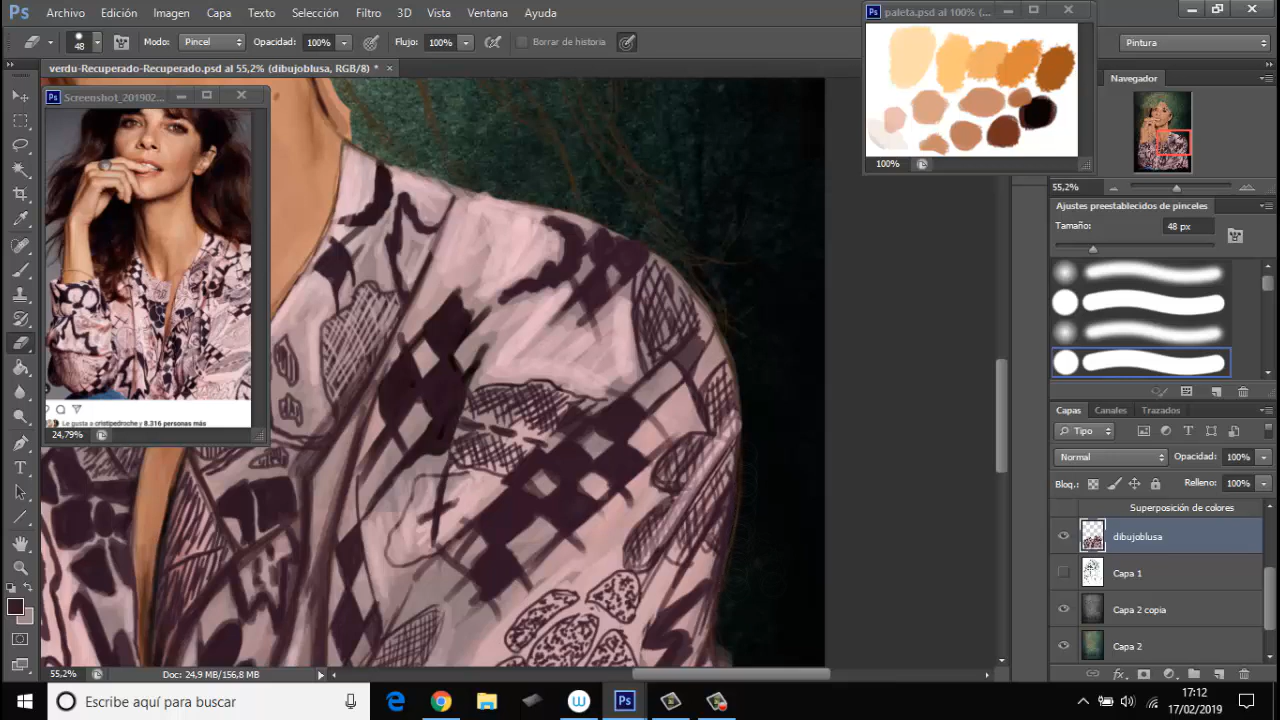 Ps Archivo Edición Imagen Capa Texto Selección Filtro 3D Vista Ventana Ayuda
48 Modo: Pincel Opacidad: 100% Flujo: 100% Borrar de historia
Pintura
verdu-Recuperado-Recuperado.psd al 55,2% (dibujoblusa, RGB/8) *
Ps paleta.psd al 100% (...
100%
Ps Screenshot_201902...
Le gusta a cristipedroche y 8.316 personas más
24,79%
Navegador
55,2%
Ajustes preestablecidos de pinceles
Tamaño: 48 px
Capas Canales Trazados
Tipo
Normal Opacidad: 100%
Bloq.: Relleno: 100%
Superposición de colores
dibujoblusa
Capa 1
Capa 2 copia
Capa 2
55,2% Doc: 24,9 MB/156,8 MB
Escribe aquí para buscar
Ps
17:12
17/02/2019